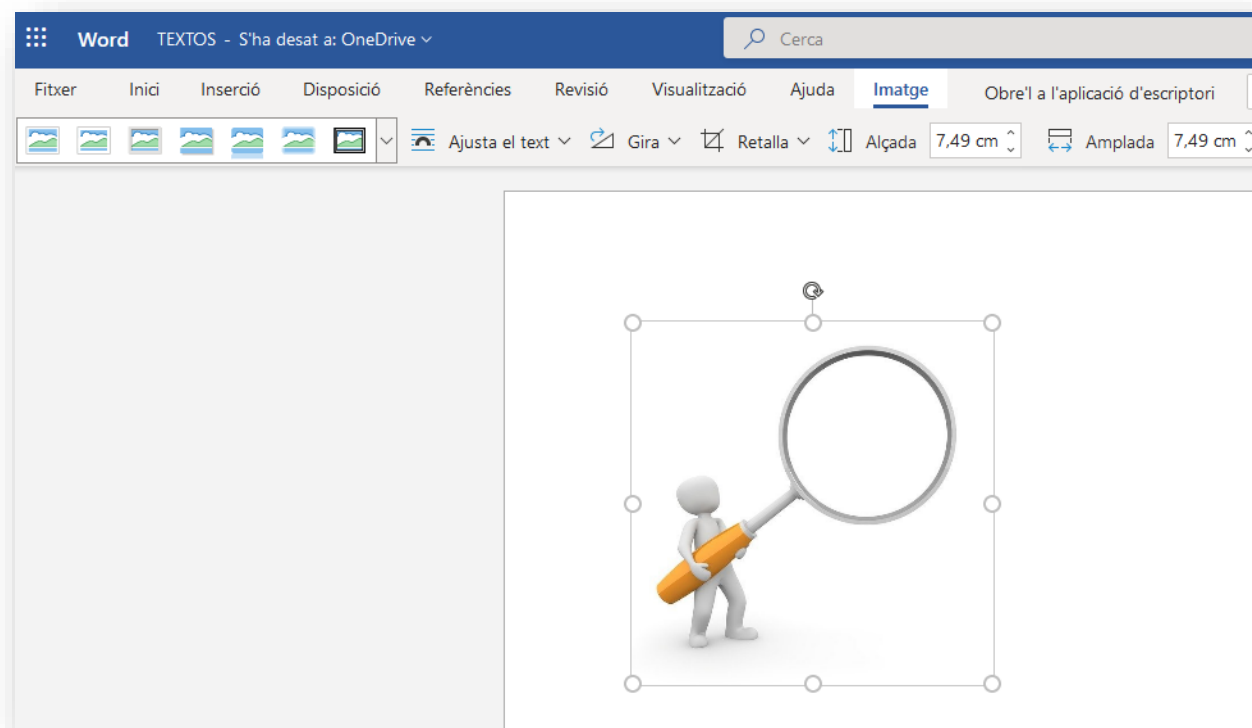 Word TEXTOS - S'ha desat a: OneDrive Cerca
Fitxer Inici Inserció Disposició Referències Revisió Visualització Ajuda Imatge Obre'l a l'aplicació d'escriptori
Ajusta el text Gira Retalla Alçada 7,49 cm Amplada 7,49 cm